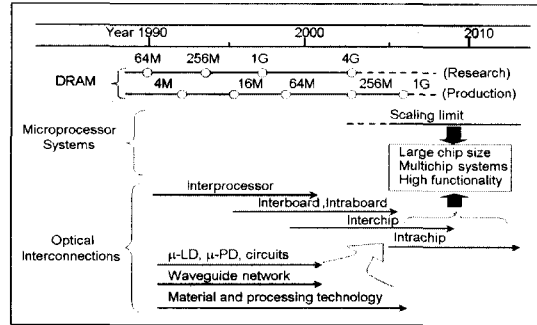 Year 1990 2000 2010
64M 256M 1G 4G
(Research)
DRAM
4M 16M 64M 256M 1G
(Production)
Scaling limit
Microprocessor
Systems
Large chip size
Multichip systems
High functionality
Interprocessor
Interboard ,Intraboard
Interchip
Optical
Interconnections
Intrachip
μ-LD, μ-PD, circuits
Waveguide network
Material and processing technology